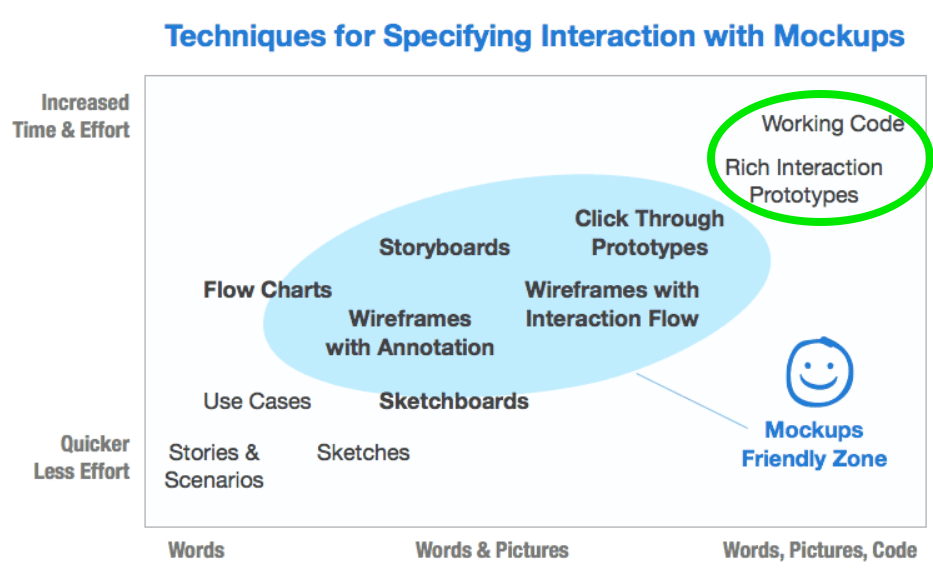 Techniques for Specifying Interaction with Mockups
Increased
Time & Effort
Working Code
Rich Interaction
Prototypes
Click Through
Prototypes
Storyboards
Flow Charts
Wireframes with
Interaction Flow
Wireframes
with Annotation
Use Cases
Sketchboards
Mockups
Friendly Zone
Quicker
Less Effort
Stories &
Scenarios
Sketches
Words
Words & Pictures
Words, Pictures, Code